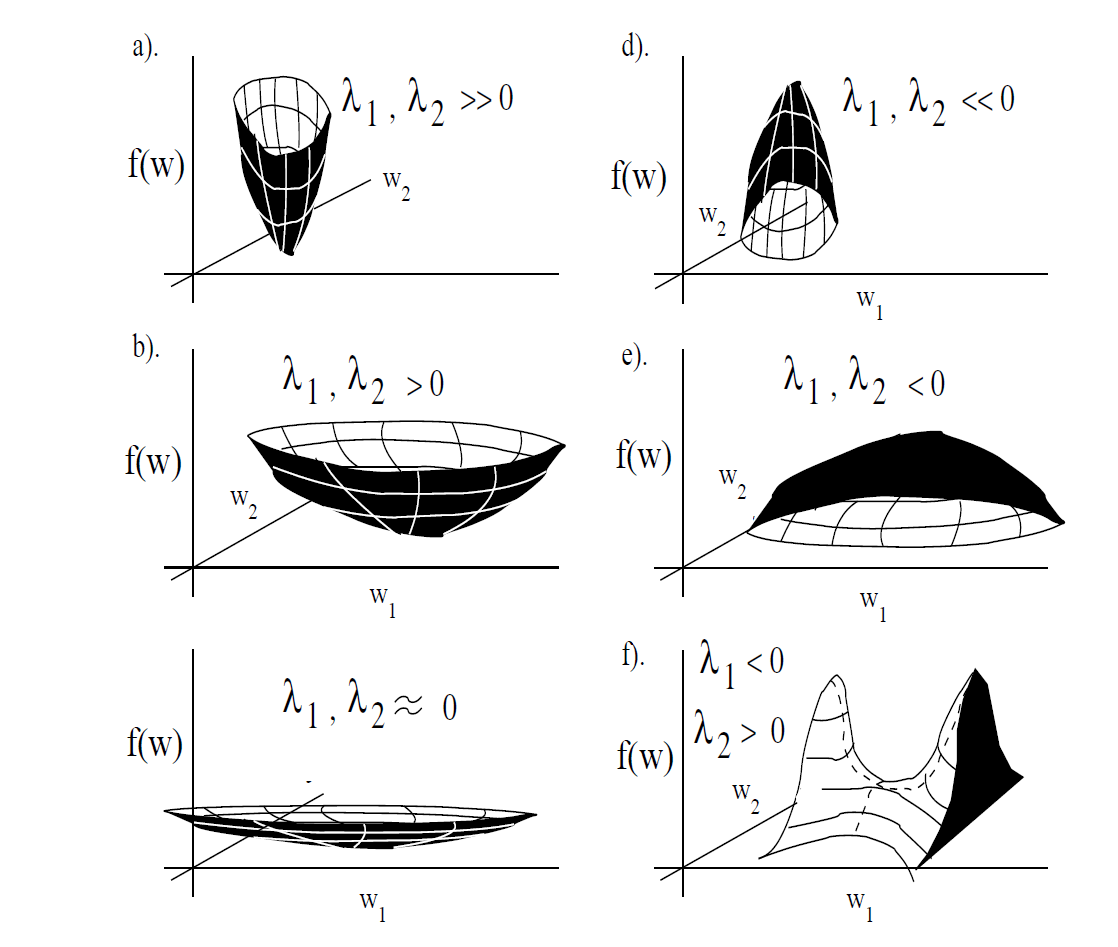 a).
λ1 , λ2 >> 0
f(w)
w2
b).
λ1 , λ2 > 0
f(w)
w2
w1
λ1 , λ2 ≈ 0
f(w)
w1
d).
λ1 , λ2 << 0
f(w)
w2
w1
e).
λ1 , λ2 < 0
f(w)
w2
w1
f).
λ1 < 0
λ2 > 0
f(w)
w2
w1